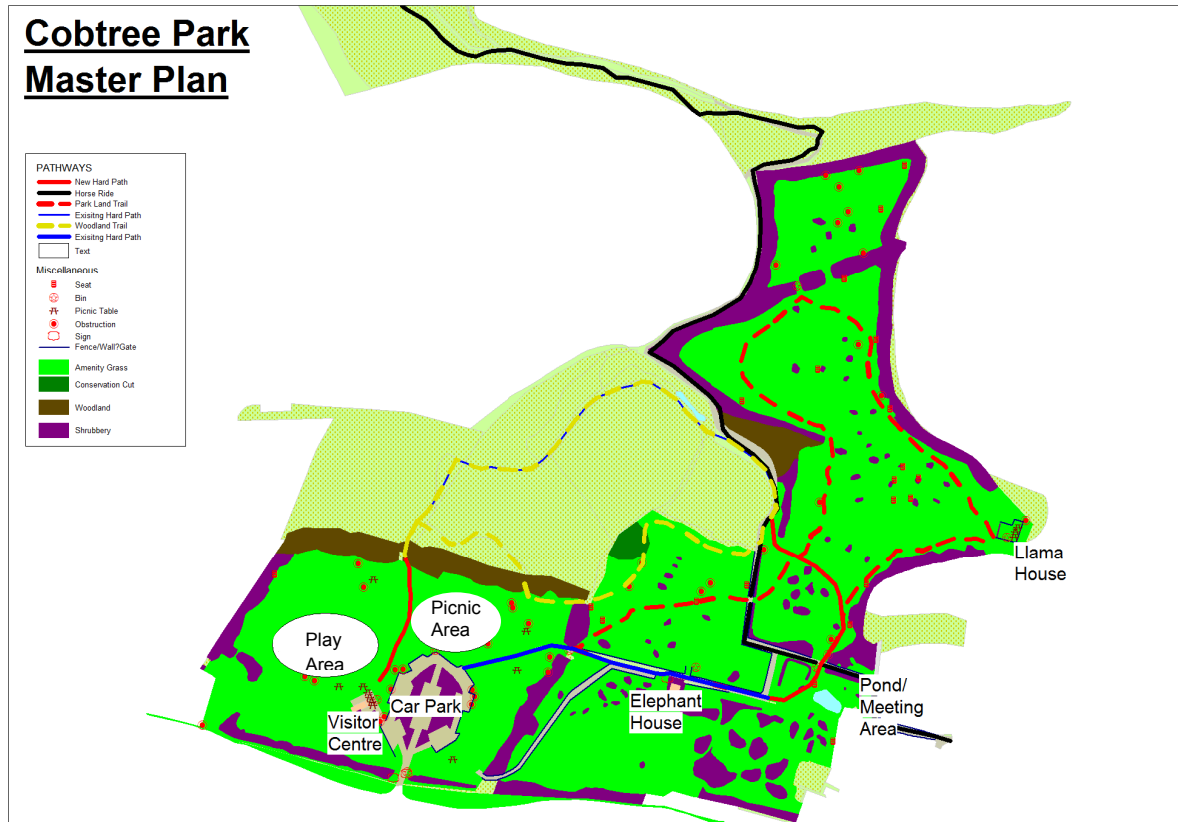 Cobtree Park
Master Plan
PATHWAYS
New Hard Path
Horse Ride
Park Land Trail
Exisitng Hard Path
Woodland Trail
Exisitng Hard Path
Text
Miscellaneous
Seat
Bin
Picnic Table
Obstruction
Sign
Fence/Wall?Gate
Amenity Grass
Conservation Cut
Woodland
Shrubbery
Llama
House
Picnic
Area
Play
Area
Car Park
Visitor
Centre
Elephant
House
Pond/
Meeting
Area